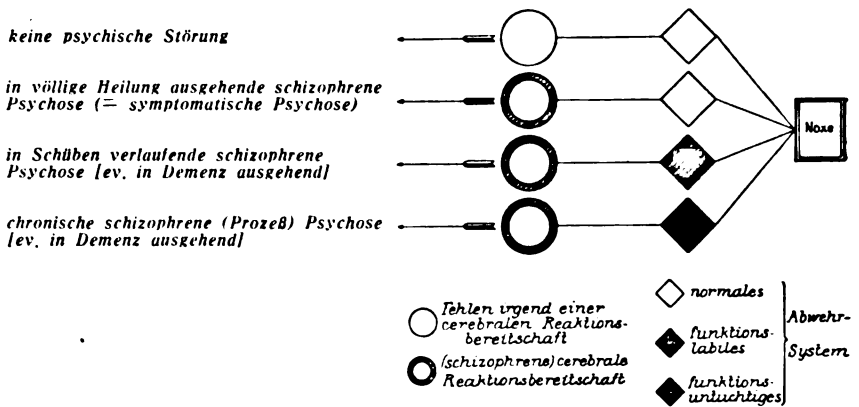 keine psychische Störung
in völlige Heilung ausgehende schizophrene
Psychose (= symptomatische Psychose)
in Schüben verlaufende schizophrene
Psychose [ev. in Demenz ausgehend]
chronische schizophrene (Prozeß) Psychose
[ev. in Demenz ausgehend]
Noxe
Fehlen irgend einer
cerebralen Reaktions-
bereitschaft
(schizophrene) cerebrale
Reaktionsbereitschaft
normales
funktions-
labiles
funktions-
untüchtiges
Abwehr-
System